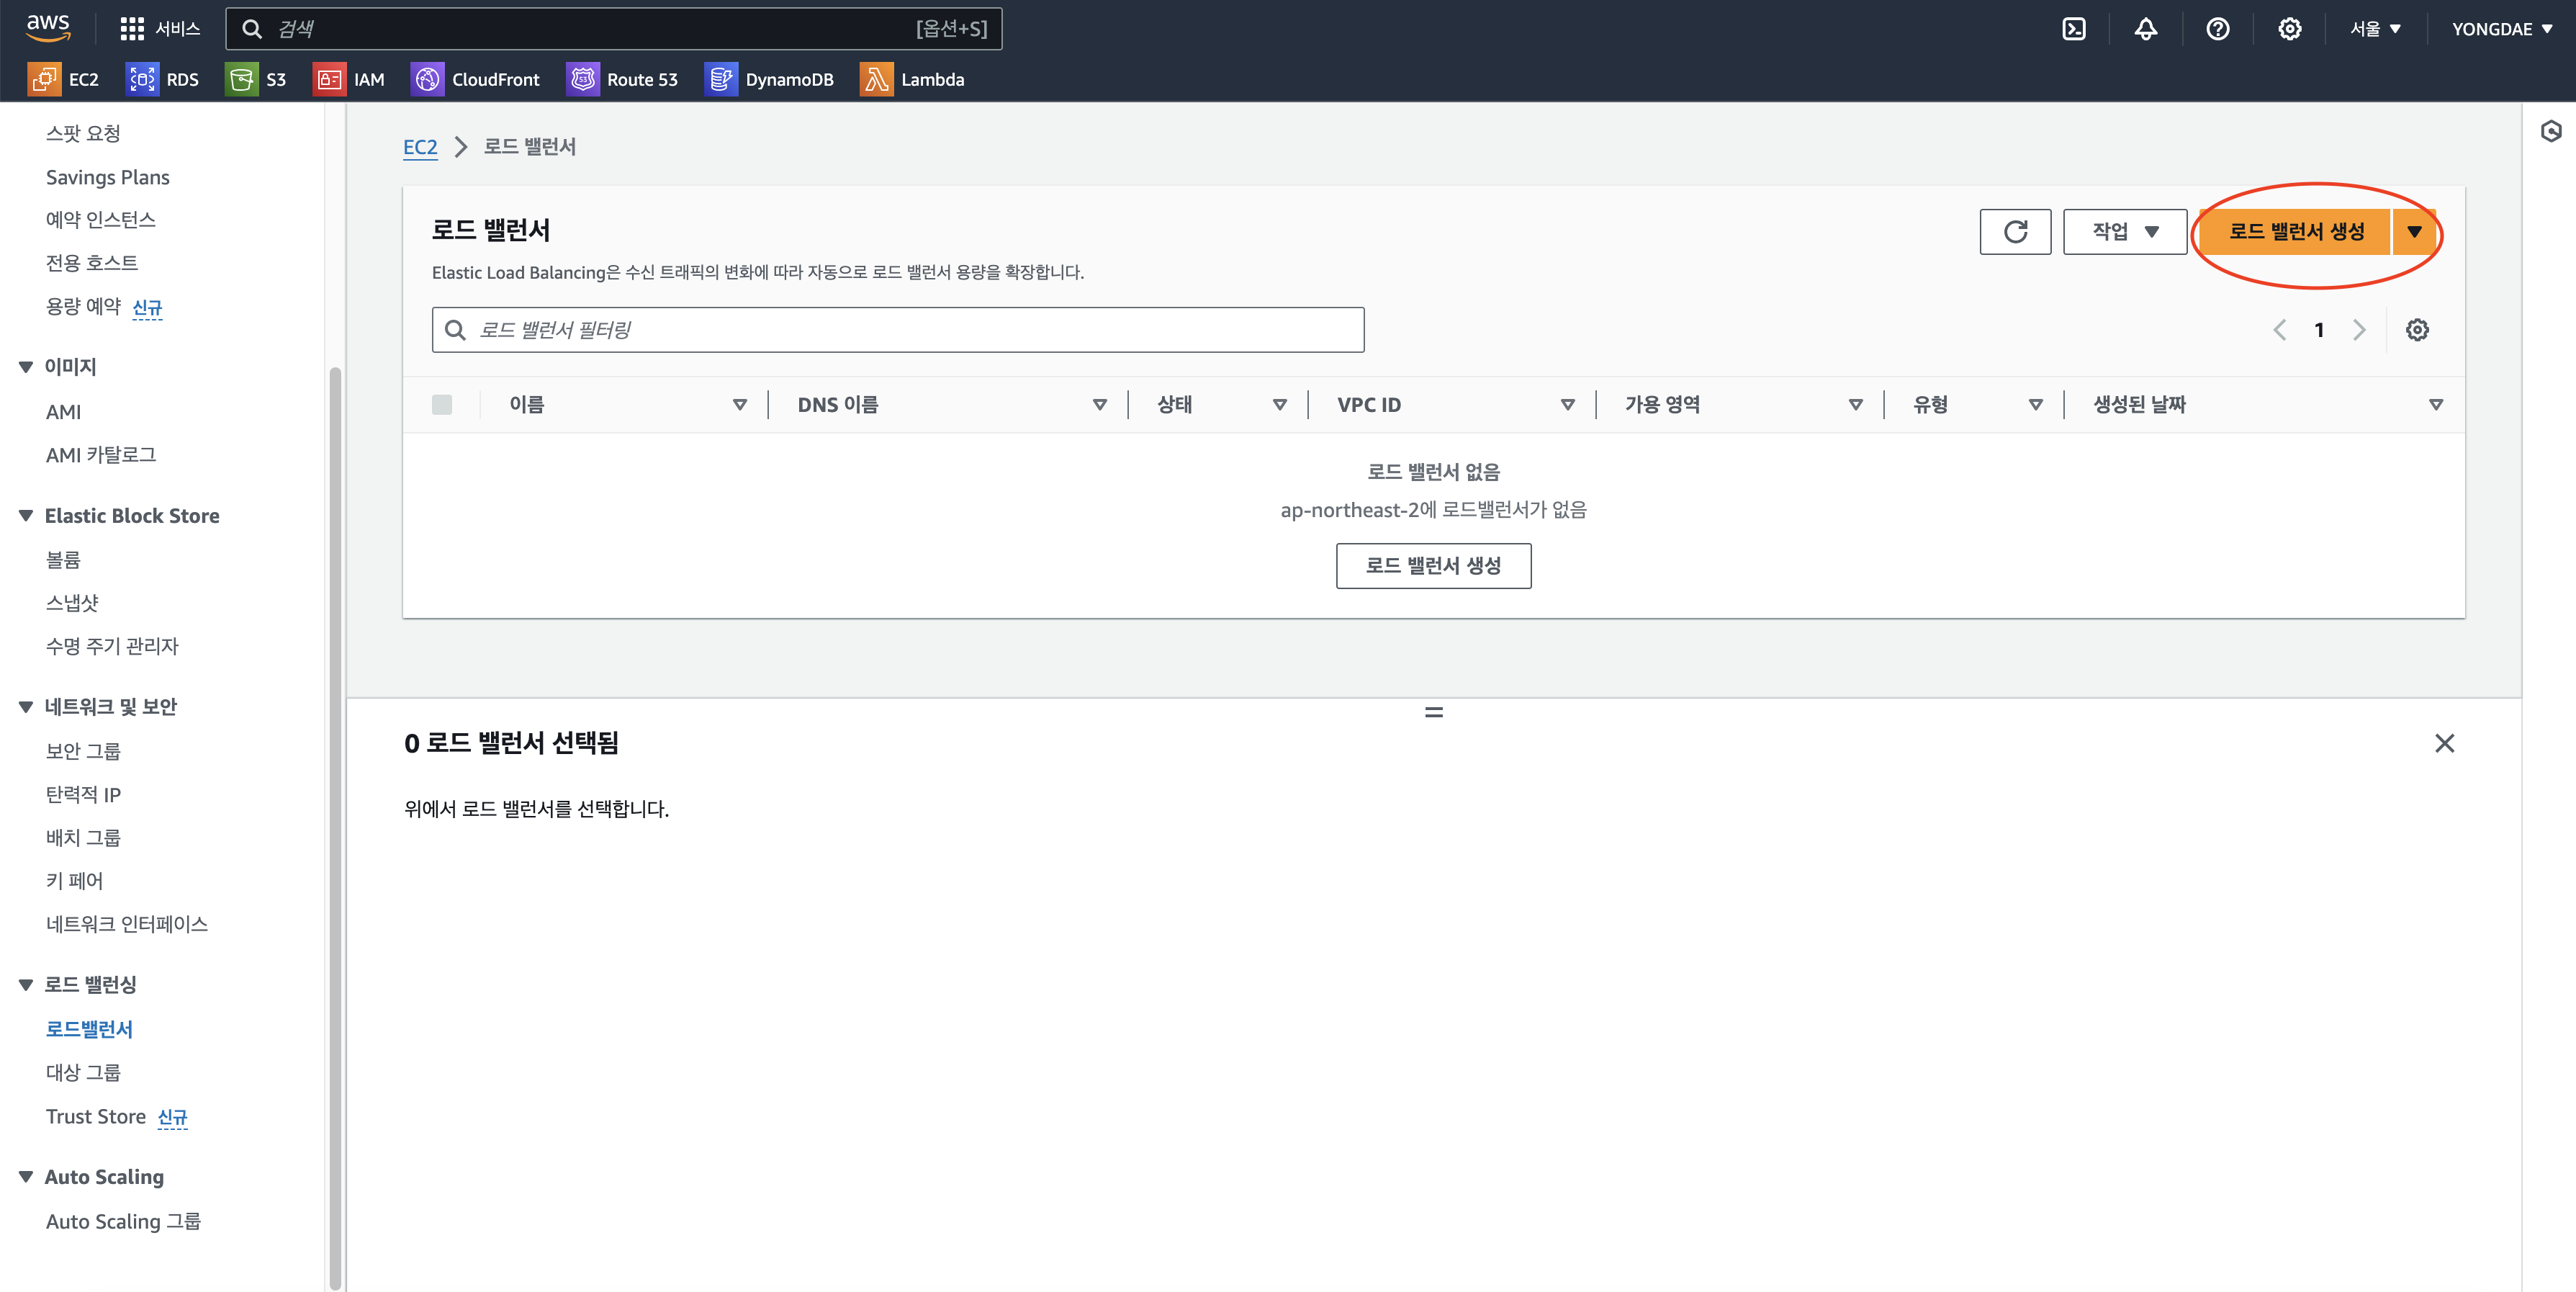 aws
서비스
검색
[옵션+S]
서울
YONGDAE
EC2
RDS
S3
IAM
CloudFront
Route 53
DynamoDB
Lambda
스팟 요청
Savings Plans
예약 인스턴스
전용 호스트
용량 예약 신규
이미지
AMI
AMI 카탈로그
Elastic Block Store
볼륨
스냅샷
수명 주기 관리자
네트워크 및 보안
보안 그룹
탄력적 IP
배치 그룹
키 페어
네트워크 인터페이스
로드 밸런싱
로드밸런서
대상 그룹
Trust Store 신규
Auto Scaling
Auto Scaling 그룹
EC2
로드 밸런서
로드 밸런서
작업
로드 밸런서 생성
Elastic Load Balancing은 수신 트래픽의 변화에 따라 자동으로 로드 밸런서 용량을 확장합니다.
로드 밸런서 필터링
1
이름
DNS 이름
상태
VPC ID
가용 영역
유형
생성된 날짜
로드 밸런서 없음
ap-northeast-2에 로드밸런서가 없음
로드 밸런서 생성
0 로드 밸런서 선택됨
위에서 로드 밸런서를 선택합니다.